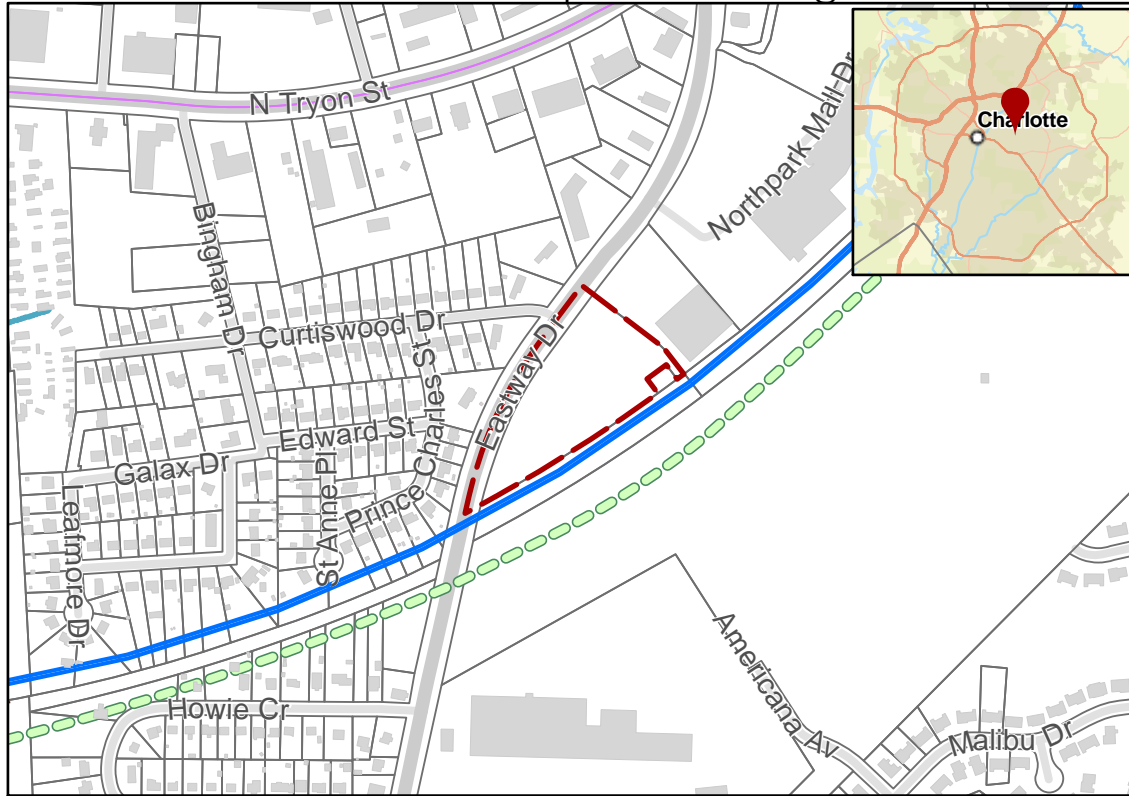 N Tryon St
Northpark Mall Dr
Charlotte
Bingham Dr
Curtiswood Dr
Eastway Dr
Prince Charles St
Edward St
Galax Dr
St Anne Pl
Leafmore Dr
Americana Av
Howie Cr
Malibu Dr